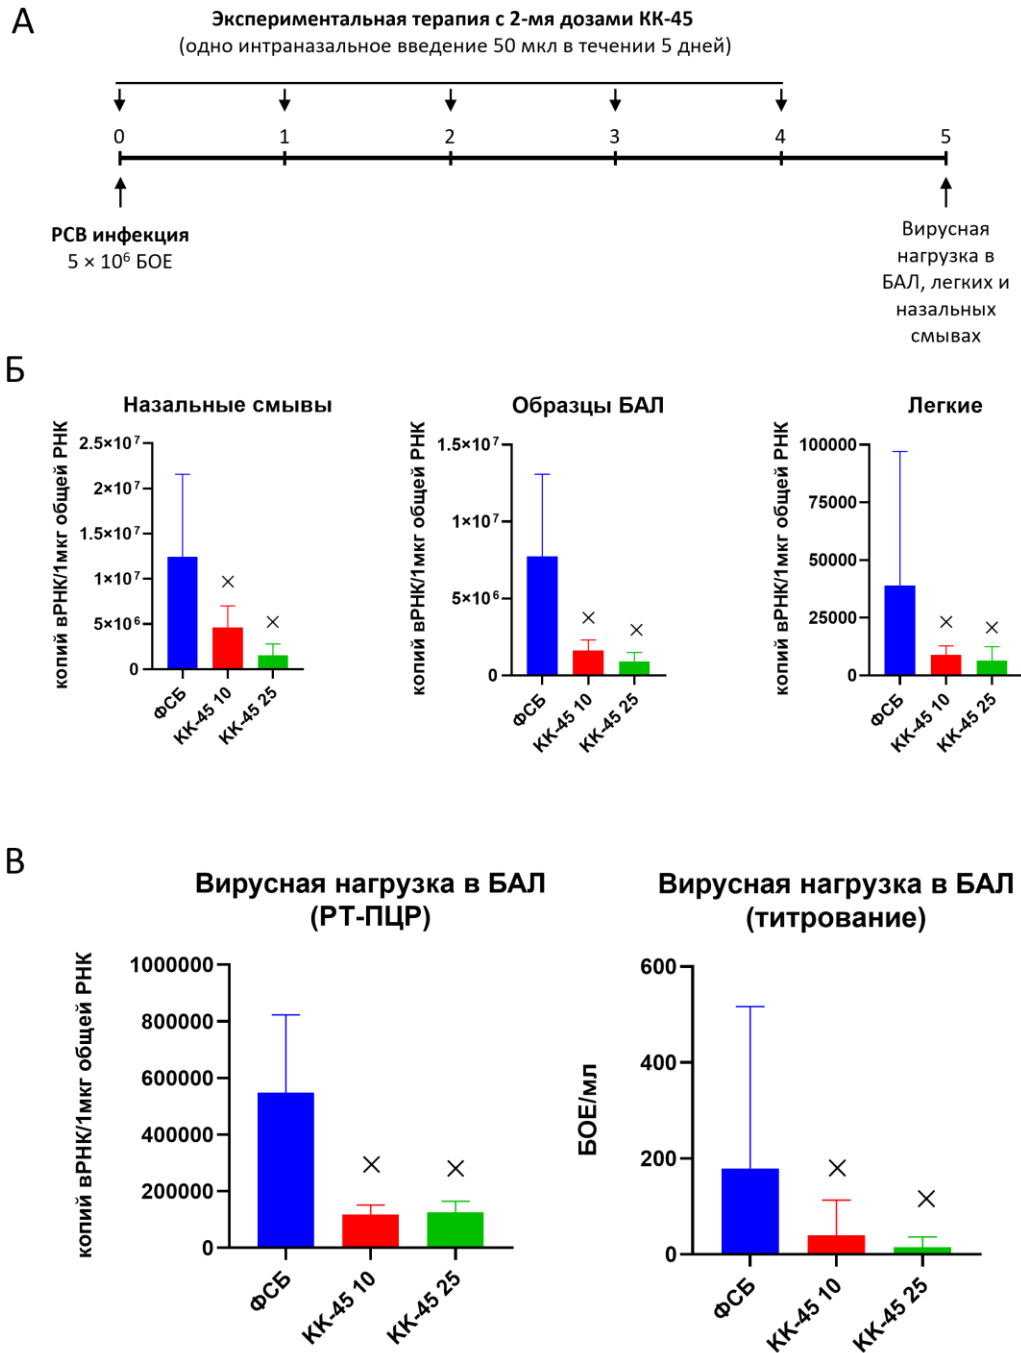 А
Экспериментальная терапия с 2-мя дозами КК-45
(одно интраназальное введение 50 мкл в течении 5 дней)
0 1 2 3 4 5
РСВ инфекция
5 × 10⁶ БОЕ
Вирусная
нагрузка в
БАЛ, легких и
назальных
смывах
Б
Назальные смывы
копий вРНК/1мкг общей РНК
2.5×10⁷
2×10⁷
1.5×10⁷
1×10⁷
5×10⁶
0
ФСБ
КК-45 10
КК-45 25
Образцы БАЛ
копий вРНК/1мкг общей РНК
1.5×10⁷
1×10⁷
5×10⁶
0
ФСБ
КК-45 10
КК-45 25
Легкие
копий вРНК/1мкг общей РНК
100000
75000
50000
25000
0
ФСБ
КК-45 10
КК-45 25
В
Вирусная нагрузка в БАЛ
(РТ-ПЦР)
копий вРНК/1мкг общей РНК
1000000
800000
600000
400000
200000
0
ФСБ
КК-45 10
КК-45 25
Вирусная нагрузка в БАЛ
(титрование)
БОЕ/мл
600
400
200
0
ФСБ
КК-45 10
КК-45 25